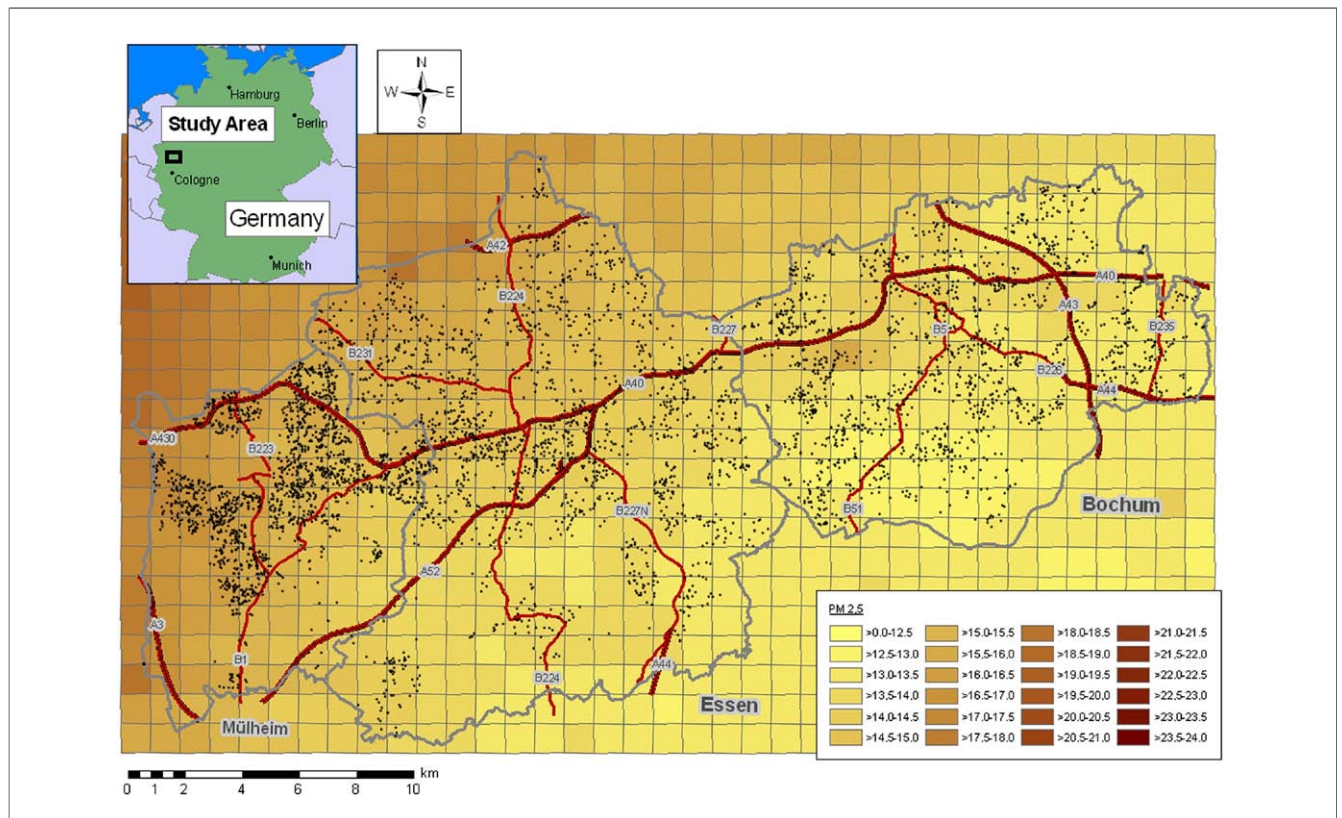 Hamburg
Berlin
Study Area
Cologne
Germany
Munich
N
W E
S
A42
B224
B231
B227
A40
A40
A43
B235
B5
B226
A44
A430
B223
B227N
B51
Bochum
A52
A3
B1
B224
A44
Essen
Mülheim
PM 2.5
>0.0-12.5 >15.0-15.5 >18.0-18.5 >21.0-21.5
>12.5-13.0 >15.5-16.0 >18.5-19.0 >21.5-22.0
>13.0-13.5 >16.0-16.5 >19.0-19.5 >22.0-22.5
>13.5-14.0 >16.5-17.0 >19.5-20.0 >22.5-23.0
>14.0-14.5 >17.0-17.5 >20.0-20.5 >23.0-23.5
>14.5-15.0 >17.5-18.0 >20.5-21.0 >23.5-24.0
km
0 1 2 4 6 8 10